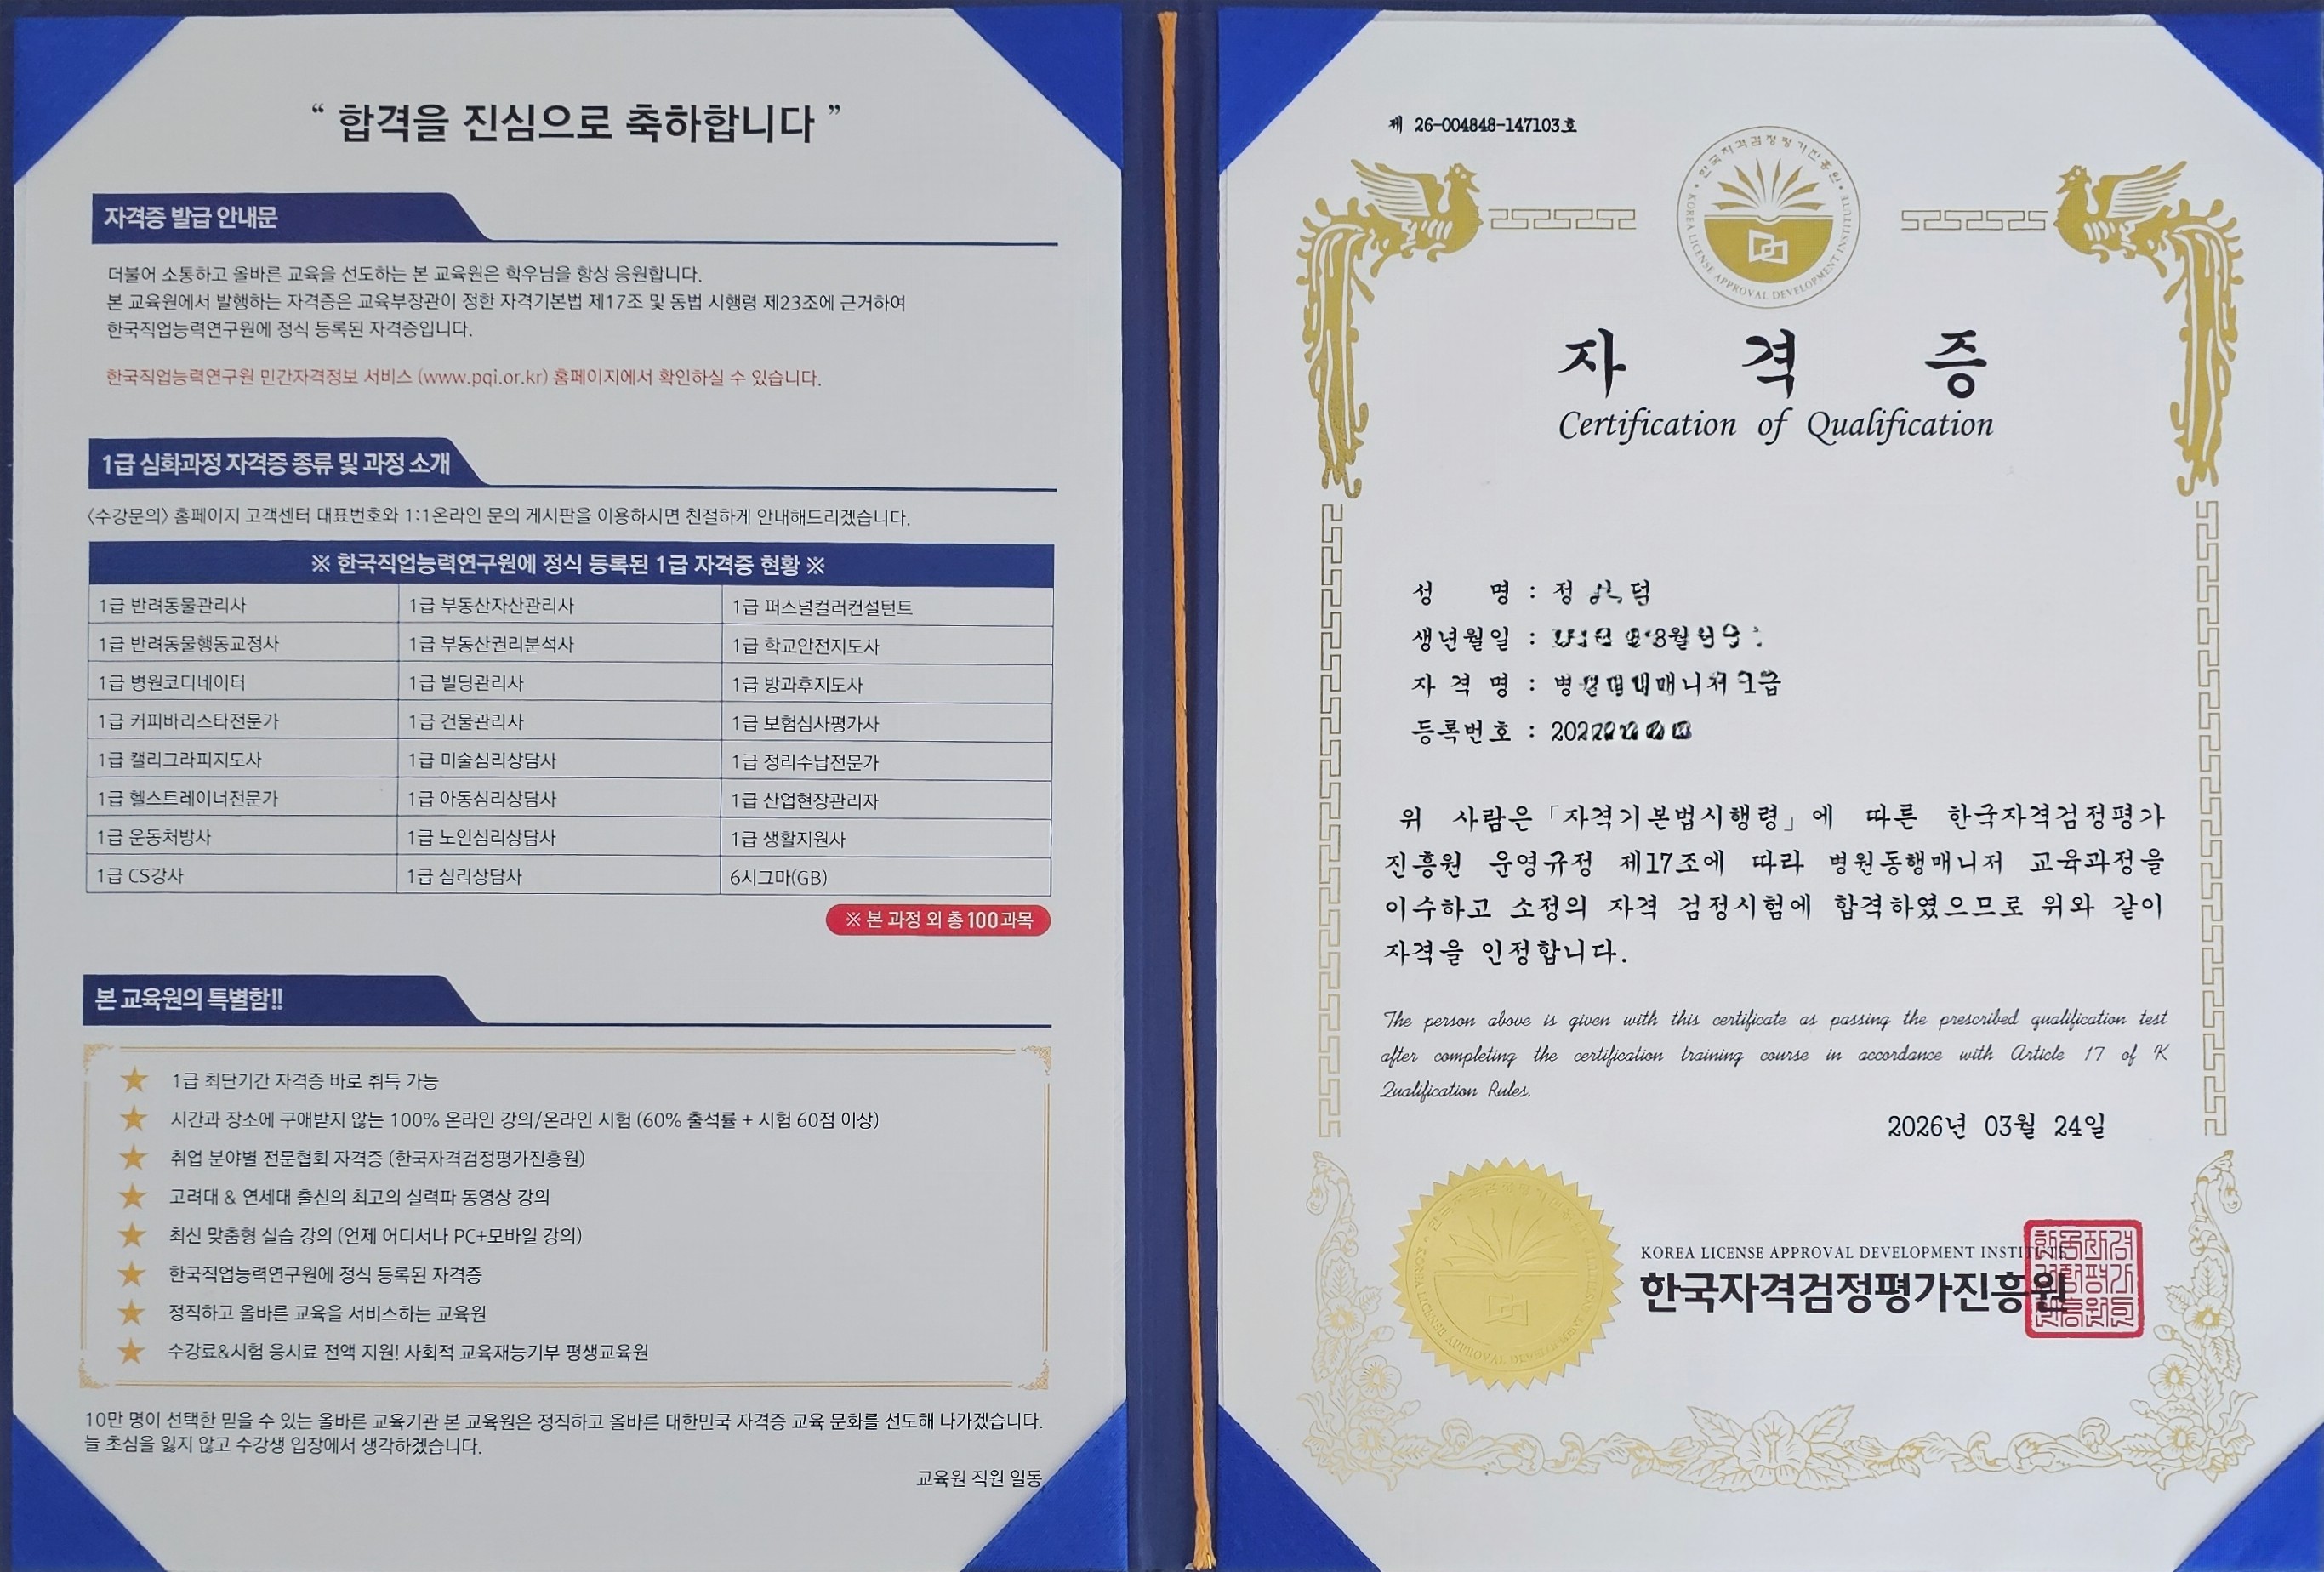 “ 합격을 진심으로 축하합니다 ”
자격증 발급 안내문
더불어 소통하고 올바른 교육을 선도하는 본 교육원은 학우님을 항상 응원합니다.
본 교육원에서 발행하는 자격증은 교육부장관이 정한 자격기본법 제17조 및 동법 시행령 제23조에 근거하여
한국직업능력연구원에 정식 등록된 자격증입니다.
한국직업능력연구원 민간자격정보 서비스 (www.pqi.or.kr) 홈페이지에서 확인하실 수 있습니다.
1급 심화과정 자격증 종류 및 과정 소개
<수강문의> 홈페이지 고객센터 대표번호와 1:1온라인 문의 게시판을 이용하시면 친절하게 안내해드리겠습니다.
※ 한국직업능력연구원에 정식 등록된 1급 자격증 현황 ※
1급 반려동물관리사 1급 부동산자산관리사 1급 퍼스널컬러컨설턴트
1급 반려동물행동교정사 1급 부동산권리분석사 1급 학교안전지도사
1급 병원코디네이터 1급 빌딩관리사 1급 방과후지도사
1급 커피바리스타전문가 1급 건물관리사 1급 보험심사평가사
1급 캘리그라피지도사 1급 미술심리상담사 1급 정리수납전문가
1급 헬스트레이너전문가 1급 아동심리상담사 1급 산업현장관리자
1급 운동처방사 1급 노인심리상담사 1급 생활지원사
1급 CS강사 1급 심리상담사 6시그마(GB)
※ 본 과정 외 총 100과목
본 교육원의 특별함!!
★ 1급 최단기간 자격증 바로 취득 가능
★ 시간과 장소에 구애받지 않는 100% 온라인 강의/온라인 시험 (60% 출석률 + 시험 60점 이상)
★ 취업 분야별 전문협회 자격증 (한국자격검정평가진흥원)
★ 고려대 & 연세대 출신의 최고의 실력파 동영상 강의
★ 최신 맞춤형 실습 강의 (언제 어디서나 PC+모바일 강의)
★ 한국직업능력연구원에 정식 등록된 자격증
★ 정직하고 올바른 교육을 서비스하는 교육원
★ 수강료&시험 응시료 전액 지원! 사회적 교육재능기부 평생교육원
10만 명이 선택한 믿을 수 있는 올바른 교육기관 본 교육원은 정직하고 올바른 대한민국 자격증 교육 문화를 선도해 나가겠습니다.
늘 초심을 잃지 않고 수강생 입장에서 생각하겠습니다.
교육원 직원 일동
제 26-004848-147103호
한국자격검정평가진흥원
KOREA LICENSE APPROVAL DEVELOPMENT INSTITUTE
자 격 증
Certification of Qualification
성 명 : 정 덕
생년월일 :
자 격 명 :
등록번호 :
위 사람은 「자격기본법시행령」에 따른 한국자격검정평가
진흥원 운영규정 제17조에 따라 병원동행매니저 교육과정을
이수하고 소정의 자격 검정시험에 합격하였으므로 위와 같이
자격을 인정합니다.
The person above is given with this certificate as passing the prescribed qualification test
after completing the certification training course in accordance with Article 17 of K
Qualification Rules.
2026년 03월 24일
KOREA LICENSE APPROVAL DEVELOPMENT INSTITUTE
한국자격검정평가진흥원